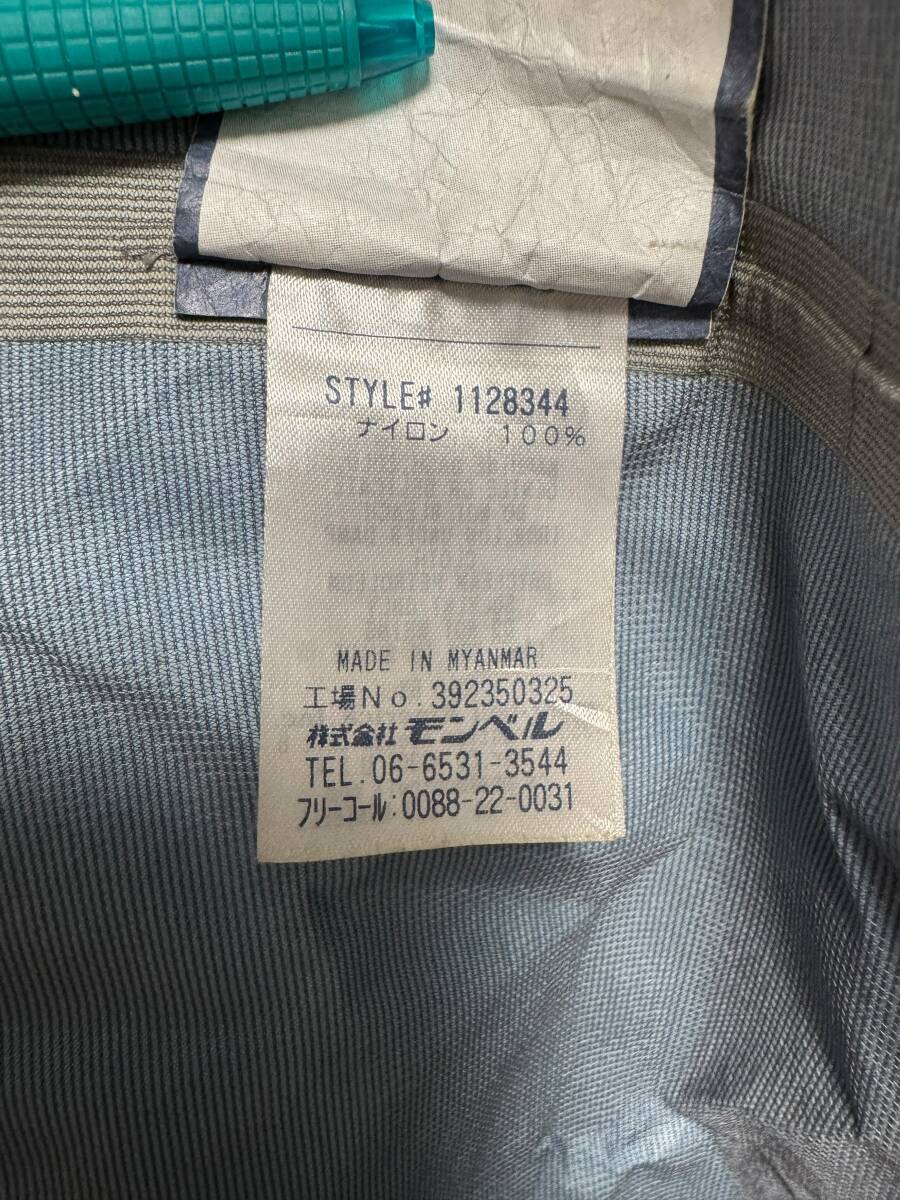 STYLE# 1128344
ナイロン 100%
MADE IN MYANMAR
工場No.392350325
株式会社モンベル
TEL.06-6531-3544
フリーコール:0088-22-0031